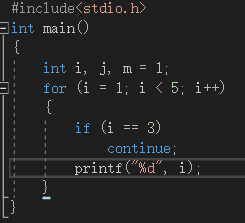 #include<stdio.h>
int main()
{
    int i, j, m = 1;
    for (i = 1; i < 5; i++)
    {
        if (i == 3)
            continue;
        printf("%d", i);
    }
}